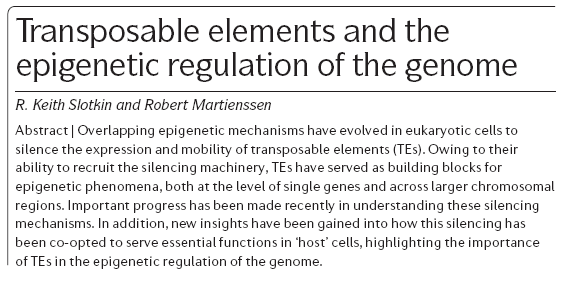 Transposable elements and the
epigenetic regulation of the genome
R. Keith Slotkin and Robert Martienssen
Abstract | Overlapping epigenetic mechanisms have evolved in eukaryotic cells to
silence the expression and mobility of transposable elements (TEs). Owing to their
ability to recruit the silencing machinery, TEs have served as building blocks for
epigenetic phenomena, both at the level of single genes and across larger chromosomal
regions. Important progress has been made recently in understanding these silencing
mechanisms. In addition, new insights have been gained into how this silencing has
been co-opted to serve essential functions in ‘host’ cells, highlighting the importance
of TEs in the epigenetic regulation of the genome.